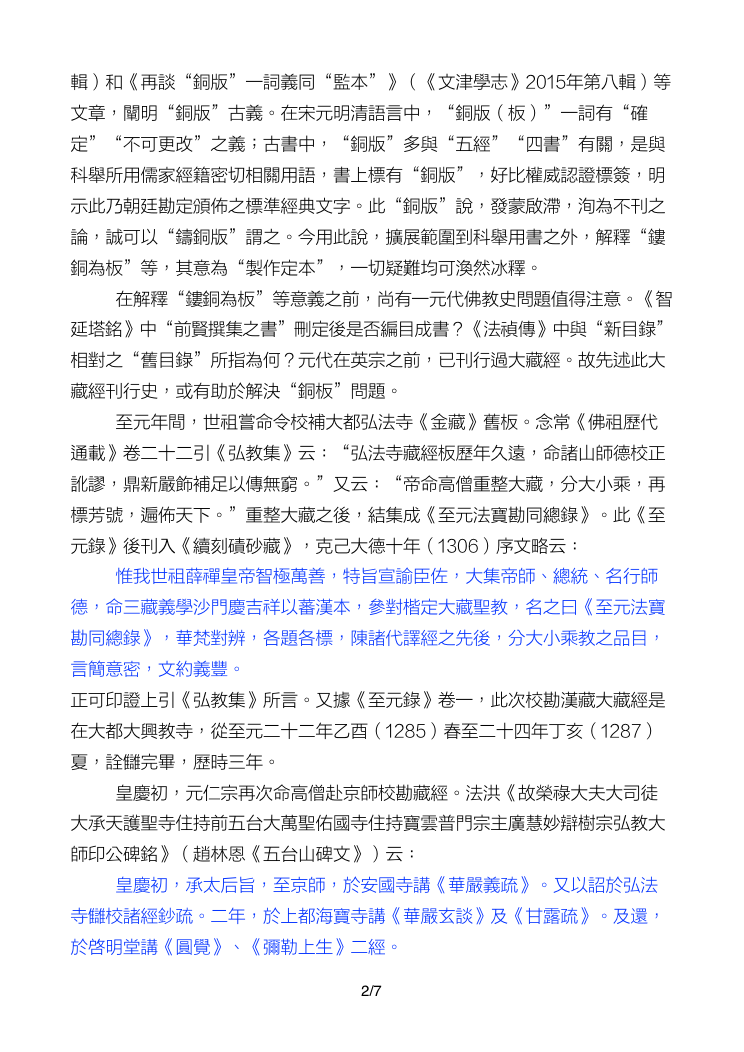 輯）和《再談“銅版”一詞義同“監本”》（《文津學志》2015年第八輯）等
文章，闡明“銅版”古義。在宋元明清語言中，“銅版（板）”一詞有“確
定”“不可更改”之義；古書中，“銅版”多與“五經”“四書”有關，是與
科舉所用儒家經籍密切相關用語，書上標有“銅版”，好比權威認證標簽，明
示此乃朝廷勘定頒佈之標準經典文字。此“銅版”說，發蒙啟滯，洵為不刊之
論，誠可以“鑄銅版”謂之。今用此說，擴展範圍到科舉用書之外，解釋“鏤
銅為板”等，其意為“製作定本”，一切疑難均可渙然冰釋。
在解釋“鏤銅為板”等意義之前，尚有一元代佛教史問題值得注意。《智
延塔銘》中“前賢撰集之書”刪定後是否編目成書？《法禎傳》中與“新目錄”
相對之“舊目錄”所指為何？元代在英宗之前，已刊行過大藏經。故先述此大
藏經刊行史，或有助於解決“銅板”問題。
至元年間，世祖嘗命令校補大都弘法寺《金藏》舊板。念常《佛祖歷代
通載》卷二十二引《弘教集》云：“弘法寺藏經板歷年久遠，命諸山師德校正
訛謬，鼎新嚴飾補足以傳無窮。”又云：“帝命高僧重整大藏，分大小乘，再
標芳號，遍佈天下。”重整大藏之後，結集成《至元法寶勘同總錄》。此《至
元錄》後刊入《續刻磧砂藏》，克己大德十年（1306）序文略云：
惟我世祖薛禪皇帝智極萬善，特旨宣諭臣佐，大集帝師、總統、名行師
德，命三藏義學沙門慶吉祥以蕃漢本，參對楷定大藏聖教，名之曰《至元法寶
勘同總錄》，華梵對辨，各題各標，陳諸代譯經之先後，分大小乘教之品目，
言簡意密，文約義豐。
正可印證上引《弘教集》所言。又據《至元錄》卷一，此次校勘漢藏大藏經是
在大都大興教寺，從至元二十二年乙酉（1285）春至二十四年丁亥（1287）
夏，詮讎完畢，歷時三年。
皇慶初，元仁宗再次命高僧赴京師校勘藏經。法洪《故榮祿大夫大司徒
大承天護聖寺住持前五台大萬聖佑國寺住持寶雲普門宗主廣慧妙辯樹宗弘教大
師印公碑銘》（趙林恩《五台山碑文》）云：
皇慶初，承太后旨，至京師，於安國寺講《華嚴義疏》。又以詔於弘法
寺讎校諸經鈔疏。二年，於上都海寶寺講《華嚴玄談》及《甘露疏》。及還，
於啓明堂講《圓覺》、《彌勒上生》二經。
2/7